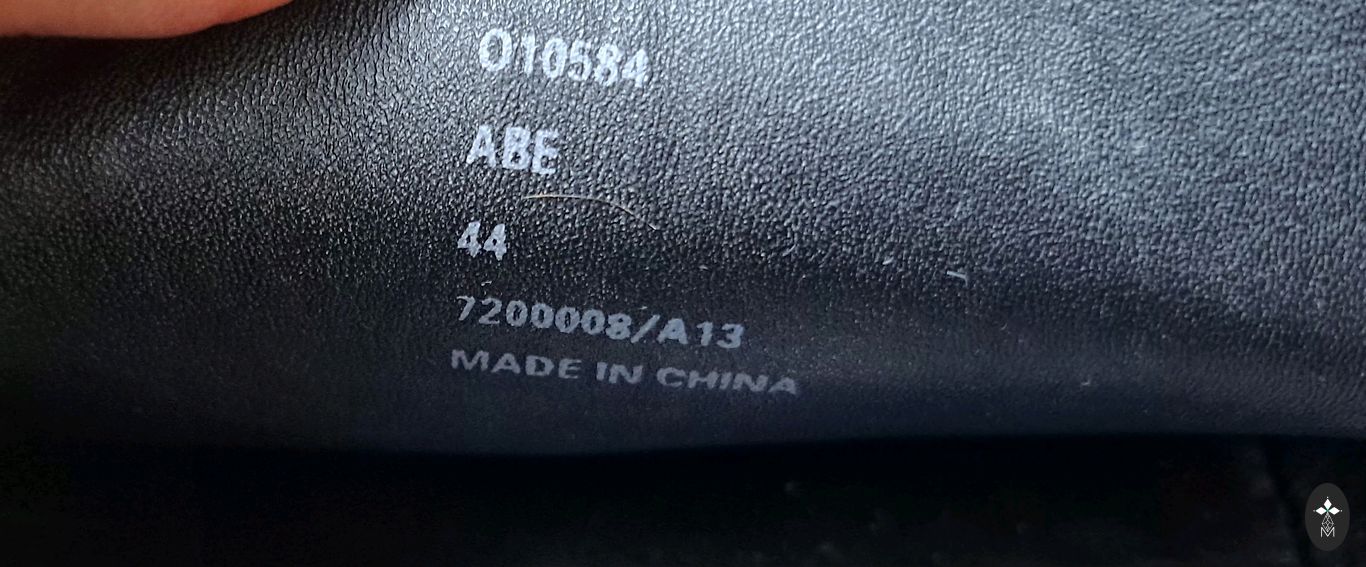 O10584
ABE
44
7200008/A13
MADE IN CHINA
M